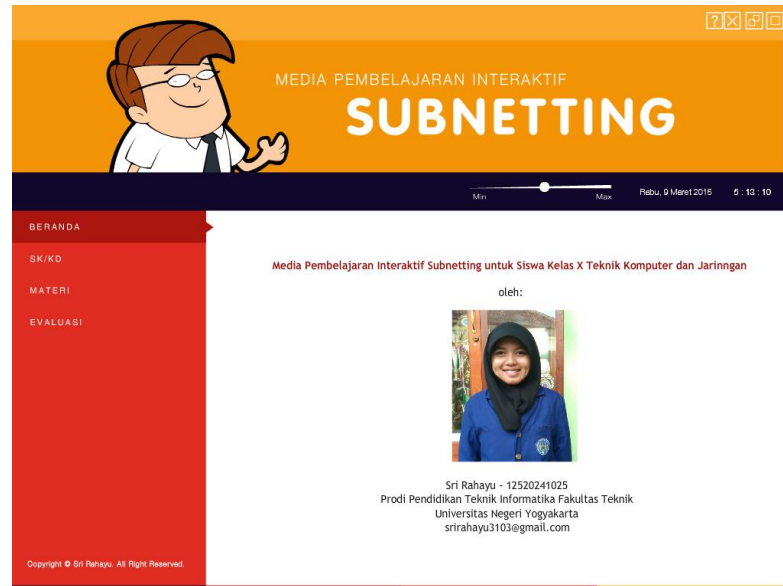 MEDIA PEMBELAJARAN INTERAKTIF
SUBNETTING
Min
Max
Rabu, 9 Maret 2016
6 : 13 : 10
BERANDA
SK/KD
MATERI
EVALUASI
Media Pembelajaran Interaktif Subnetting untuk Siswa Kelas X Teknik Komputer dan Jarinngan
oleh:
Sri Rahayu - 12520241025
Prodi Pendidikan Teknik Informatika Fakultas Teknik
Universitas Negeri Yogyakarta
srirahayu3103@gmail.com
Copyright © Sri Rahayu. All Right Reserved.